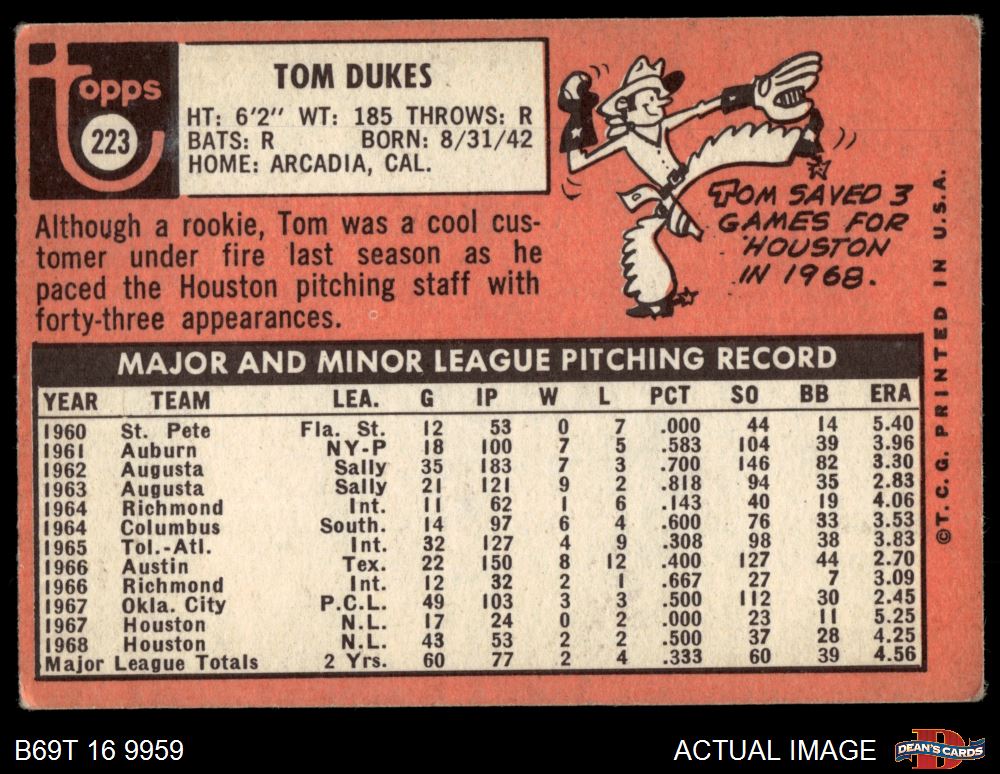 topps
223
TOM DUKES
HT: 6'2" WT: 185 THROWS: R
BATS: R BORN: 8/31/42
HOME: ARCADIA, CAL.
Although a rookie, Tom was a cool cus-
tomer under fire last season as he
paced the Houston pitching staff with
forty-three appearances.
TOM SAVED 3
GAMES FOR
HOUSTON
IN 1968.
MAJOR AND MINOR LEAGUE PITCHING RECORD
YEAR TEAM LEA. G IP W L PCT SO BB ERA
1960 St. Pete Fla. St. 12 53 0 7 .000 44 14 5.40
1961 Auburn NY-P 18 100 7 5 .583 104 39 3.96
1962 Augusta Sally 35 183 7 3 .700 146 82 3.30
1963 Augusta Sally 21 121 9 2 .818 94 35 2.83
1964 Richmond Int. 11 62 1 6 .143 40 19 4.06
1964 Columbus South. 14 97 6 4 .600 76 33 3.53
1965 Tol.-Atl. Int. 32 127 4 9 .308 98 38 3.83
1966 Austin Tex. 22 150 8 12 .400 127 44 2.70
1966 Richmond Int. 12 32 2 1 .667 27 7 3.09
1967 Okla. City P.C.L. 49 103 3 3 .500 112 30 2.45
1967 Houston N.L. 17 24 0 2 .000 23 11 5.25
1968 Houston N.L. 43 53 2 2 .500 37 28 4.25
Major League Totals 2 Yrs. 60 77 2 4 .333 60 39 4.56
©T.C.G. PRINTED IN U.S.A.
B69T 16 9959
ACTUAL IMAGE
D
DEAN'S CARDS